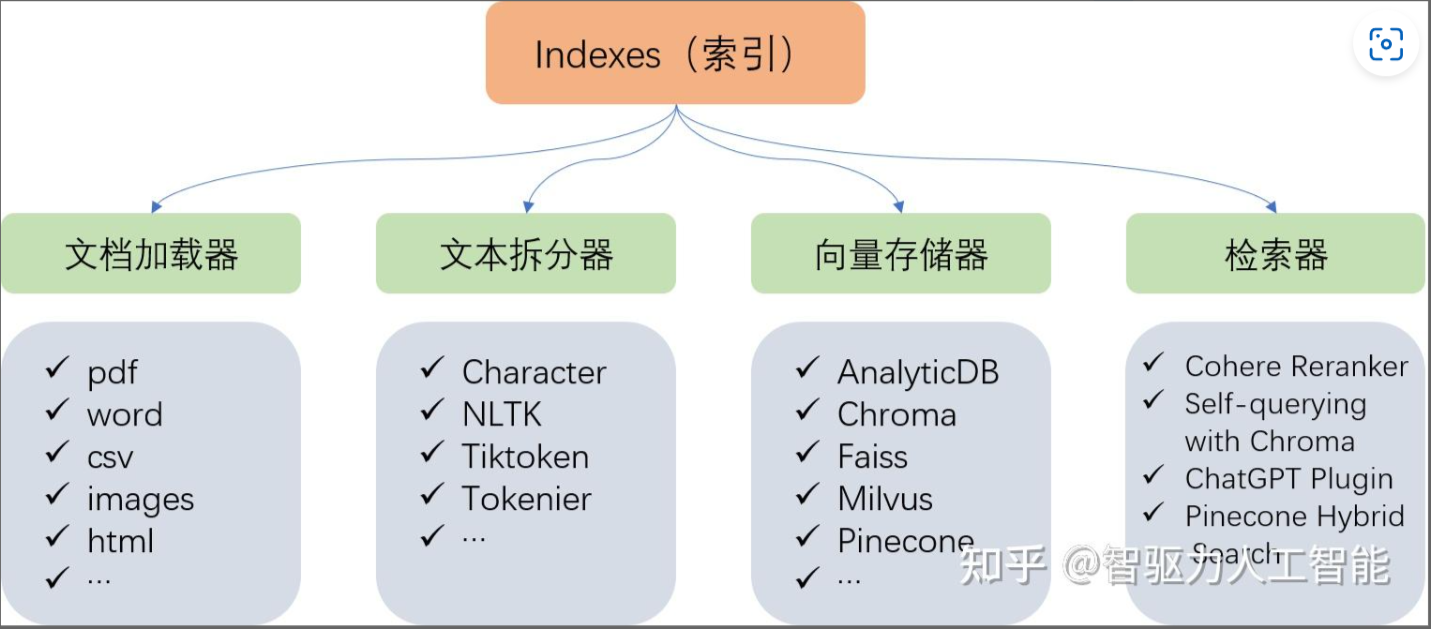 Indexes（索引）
文档加载器
pdf
word
csv
images
html
...
文本拆分器
Character
NLTK
Tiktoken
Tokenier
...
向量存储器
AnalyticDB
Chroma
Faiss
Milvus
Pinecone
...
检索器
Cohere Reranker
Self-querying
with Chroma
ChatGPT Plugin
Pinecone Hybrid
Search
知乎 @智驱力人工智能